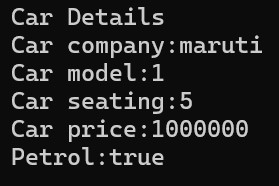 Car Details
Car company:maruti
Car model:1
Car seating:5
Car price:1000000
Petrol:true